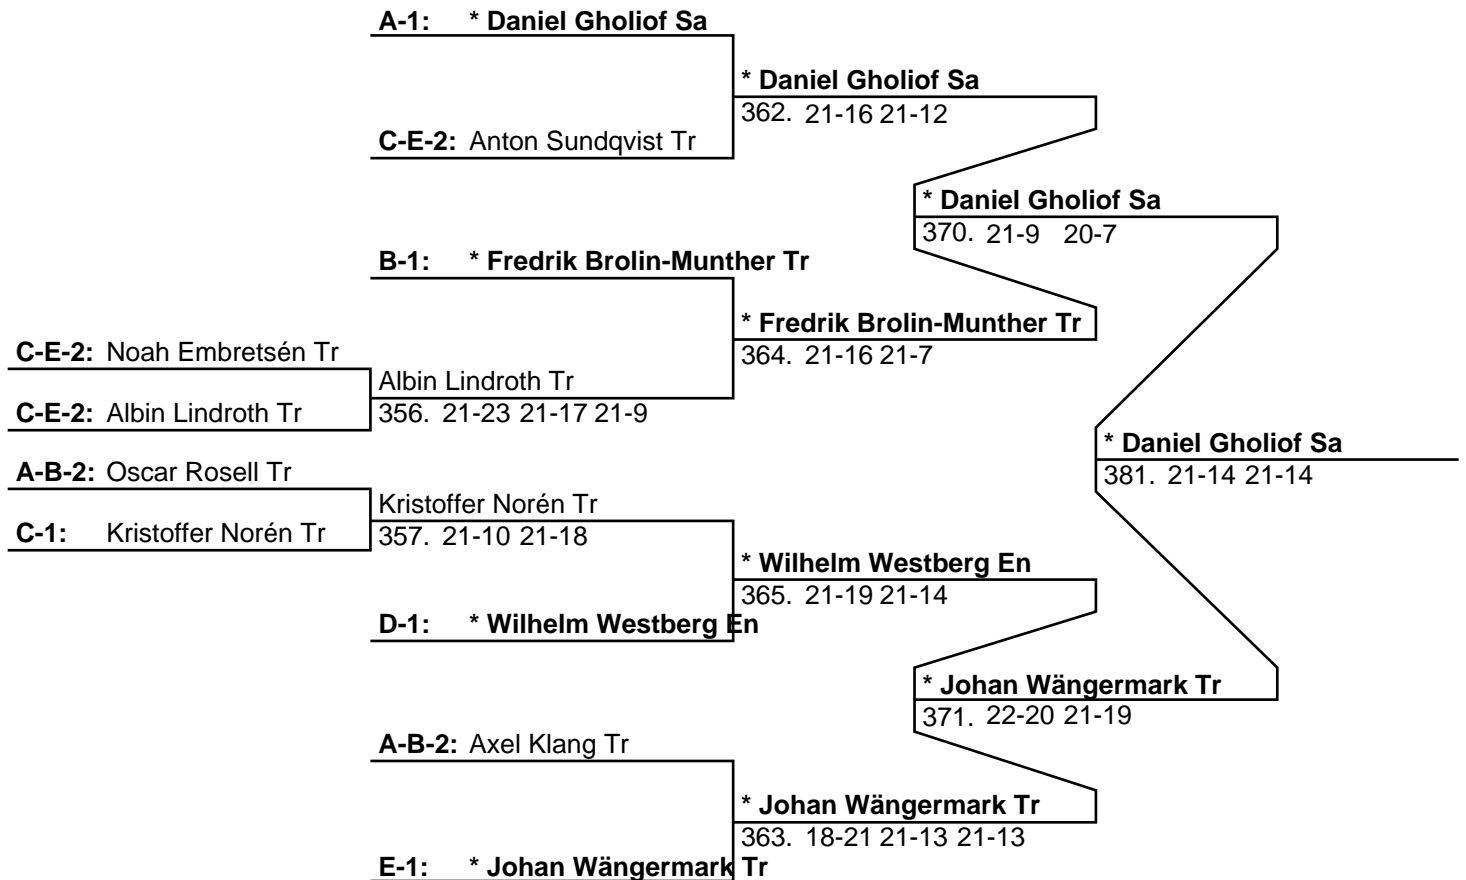 A-1: * Daniel Gholiof Sa
* Daniel Gholiof Sa
362. 21-16 21-12
C-E-2: Anton Sundqvist Tr
* Daniel Gholiof Sa
370. 21-9 20-7
B-1: * Fredrik Brolin-Munther Tr
* Fredrik Brolin-Munther Tr
364. 21-16 21-7
C-E-2: Noah Embretsén Tr
Albin Lindroth Tr
356. 21-23 21-17 21-9
C-E-2: Albin Lindroth Tr
* Daniel Gholiof Sa
381. 21-14 21-14
A-B-2: Oscar Rosell Tr
Kristoffer Norén Tr
357. 21-10 21-18
C-1: Kristoffer Norén Tr
* Wilhelm Westberg En
365. 21-19 21-14
D-1: * Wilhelm Westberg En
* Johan Wängermark Tr
371. 22-20 21-19
A-B-2: Axel Klang Tr
* Johan Wängermark Tr
363. 18-21 21-13 21-13
E-1: * Johan Wängermark Tr